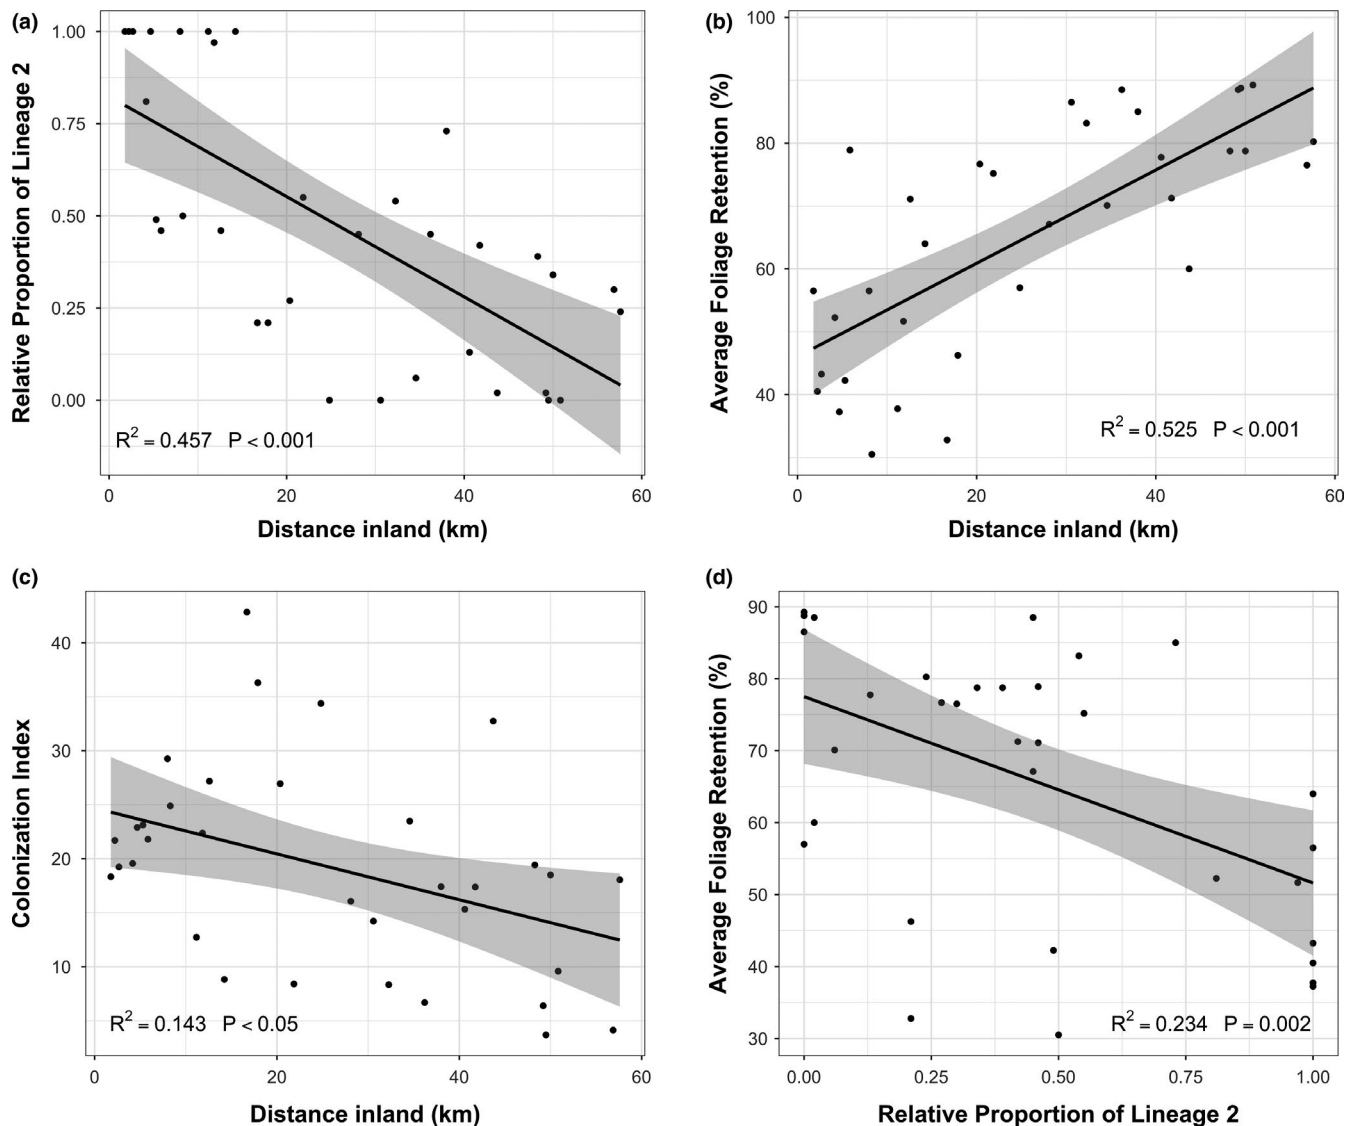 (a)
Relative Proportion of Lineage 2
1.00
0.75
0.50
0.25
0.00
R² = 0.457 P < 0.001
0 20 40 60
Distance inland (km)
(b)
Average Foliage Retention (%)
100
80
60
40
R² = 0.525 P < 0.001
0 20 40 60
Distance inland (km)
(c)
Colonization Index
40
30
20
10
R² = 0.143 P < 0.05
0 20 40 60
Distance inland (km)
(d)
Average Foliage Retention (%)
90
80
70
60
50
40
30
R² = 0.234 P = 0.002
0.00 0.25 0.50 0.75 1.00
Relative Proportion of Lineage 2